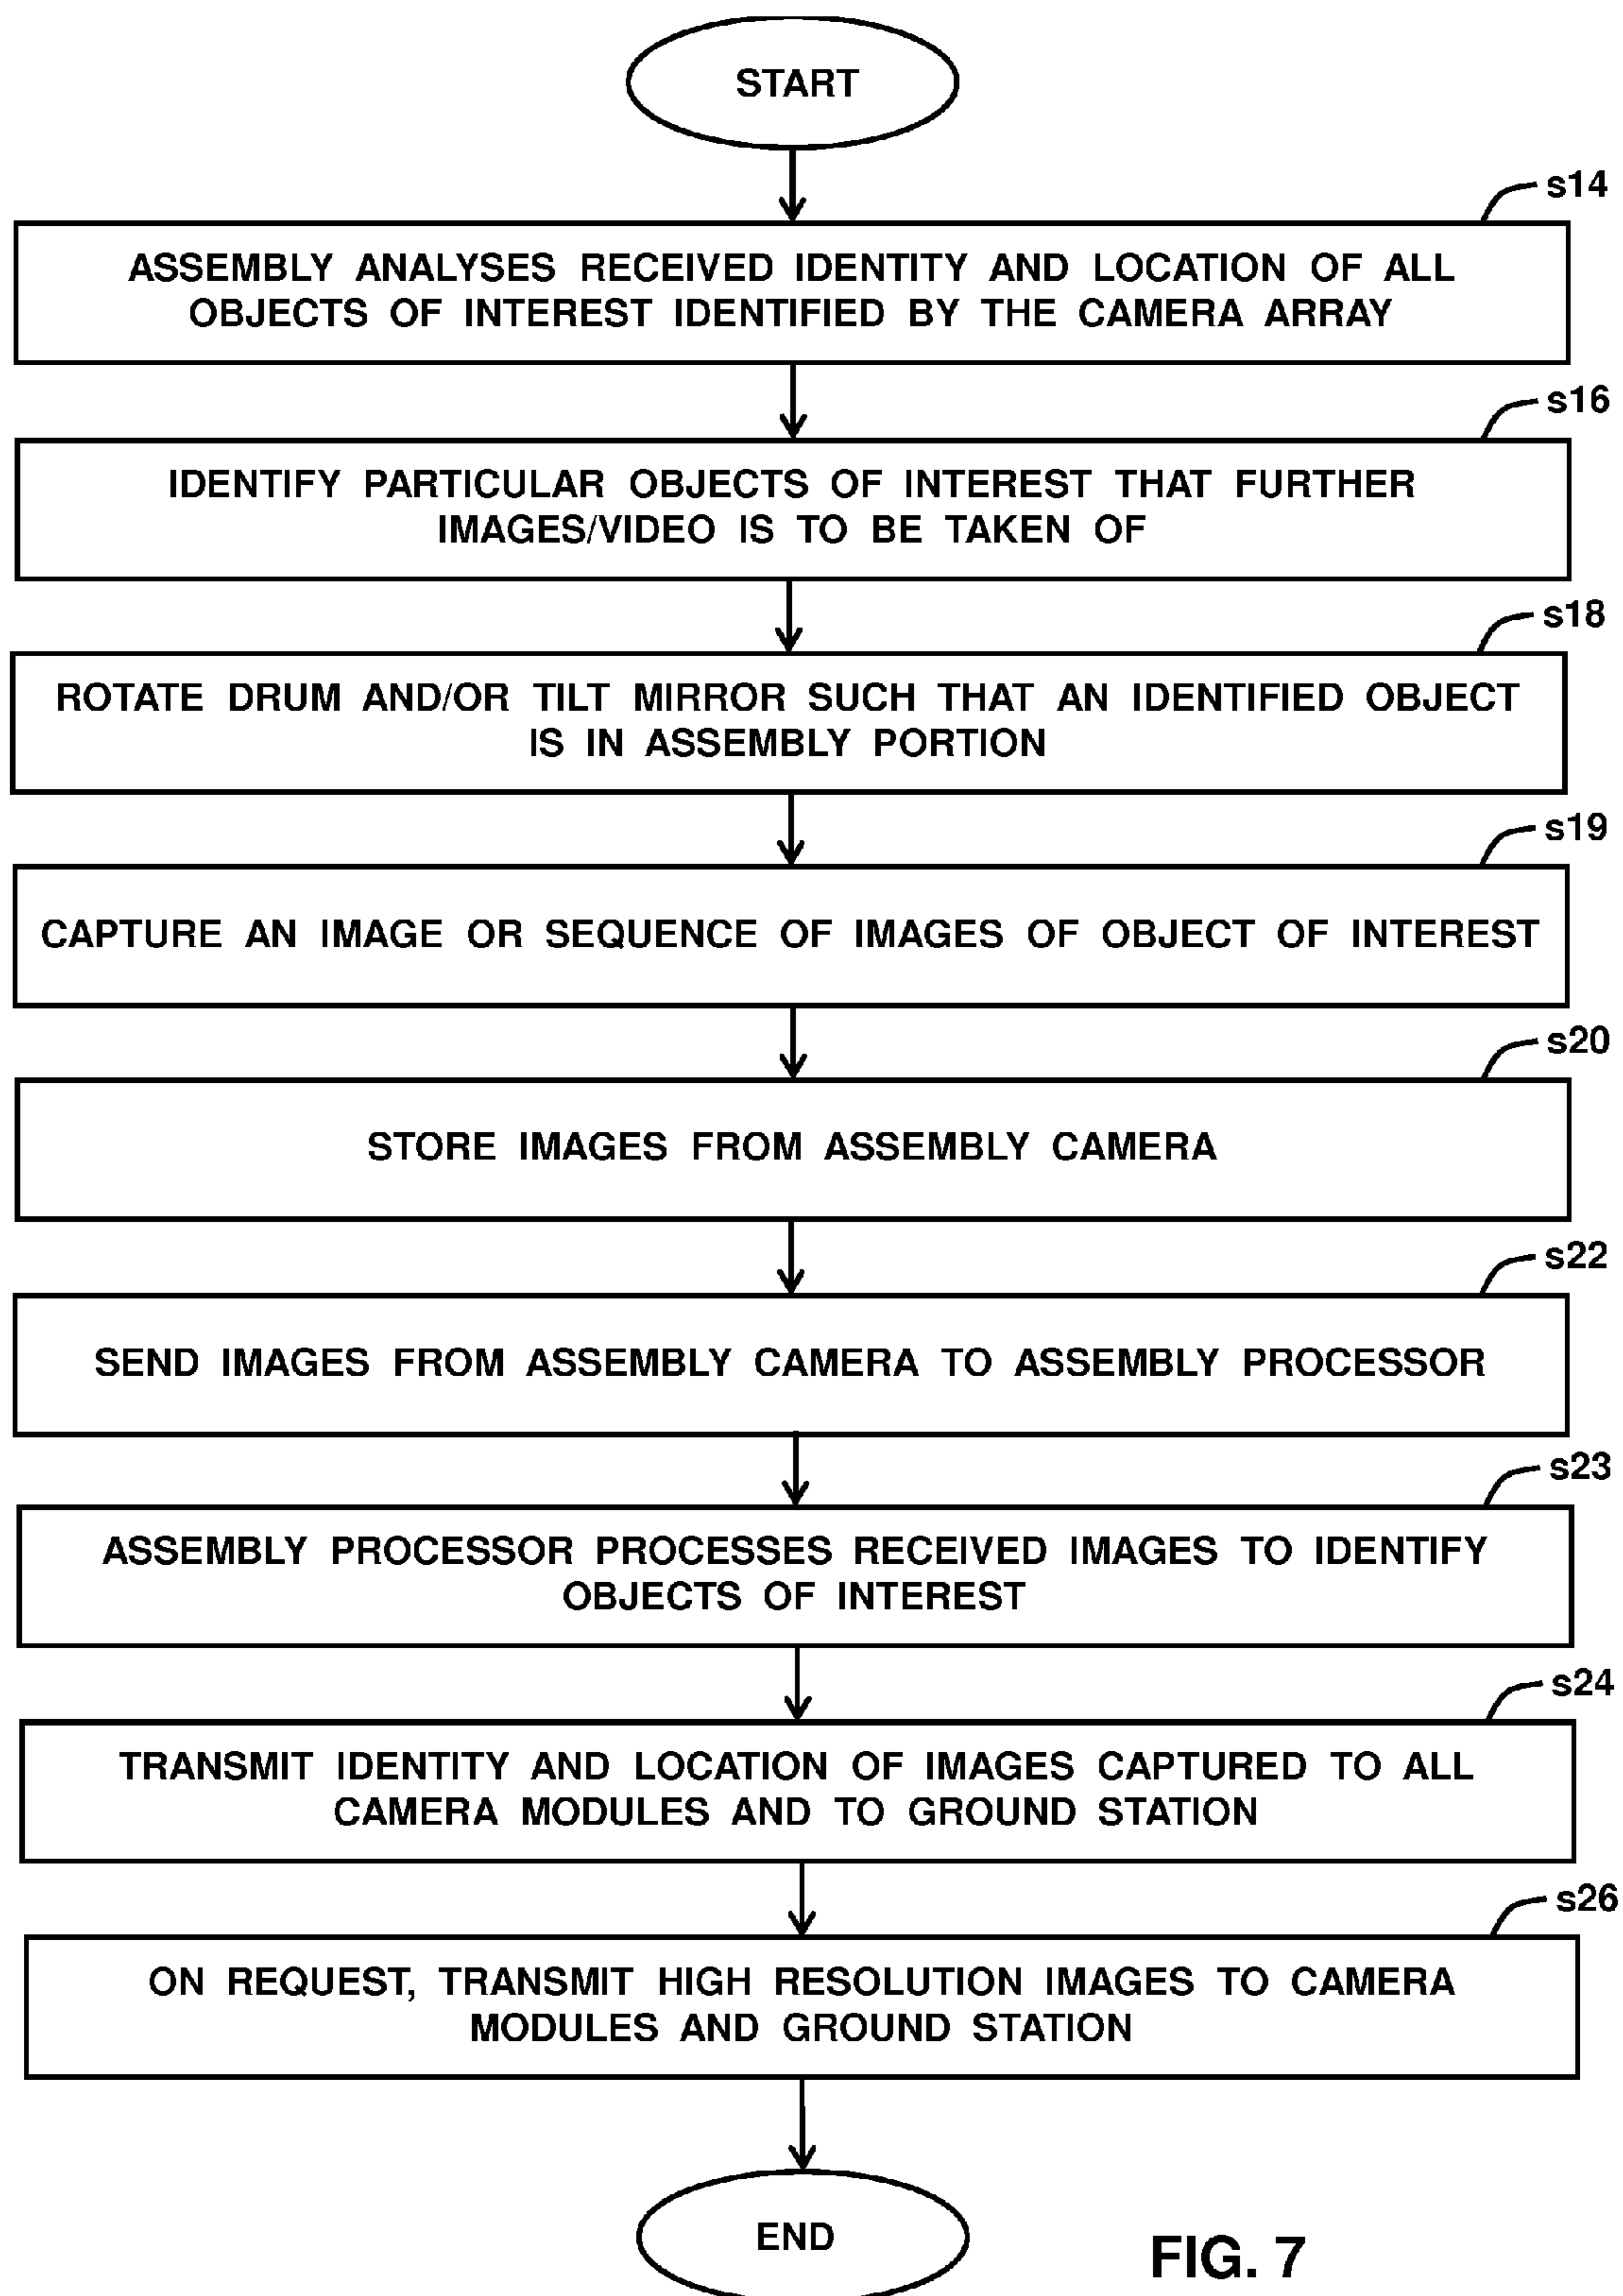 START
s14
ASSEMBLY ANALYSES RECEIVED IDENTITY AND LOCATION OF ALL
OBJECTS OF INTEREST IDENTIFIED BY THE CAMERA ARRAY
s16
IDENTIFY PARTICULAR OBJECTS OF INTEREST THAT FURTHER
IMAGES/VIDEO IS TO BE TAKEN OF
s18
ROTATE DRUM AND/OR TILT MIRROR SUCH THAT AN IDENTIFIED OBJECT
IS IN ASSEMBLY PORTION
s19
CAPTURE AN IMAGE OR SEQUENCE OF IMAGES OF OBJECT OF INTEREST
s20
STORE IMAGES FROM ASSEMBLY CAMERA
s22
SEND IMAGES FROM ASSEMBLY CAMERA TO ASSEMBLY PROCESSOR
s23
ASSEMBLY PROCESSOR PROCESSES RECEIVED IMAGES TO IDENTIFY
OBJECTS OF INTEREST
s24
TRANSMIT IDENTITY AND LOCATION OF IMAGES CAPTURED TO ALL
CAMERA MODULES AND TO GROUND STATION
s26
ON REQUEST, TRANSMIT HIGH RESOLUTION IMAGES TO CAMERA
MODULES AND GROUND STATION
END
FIG. 7